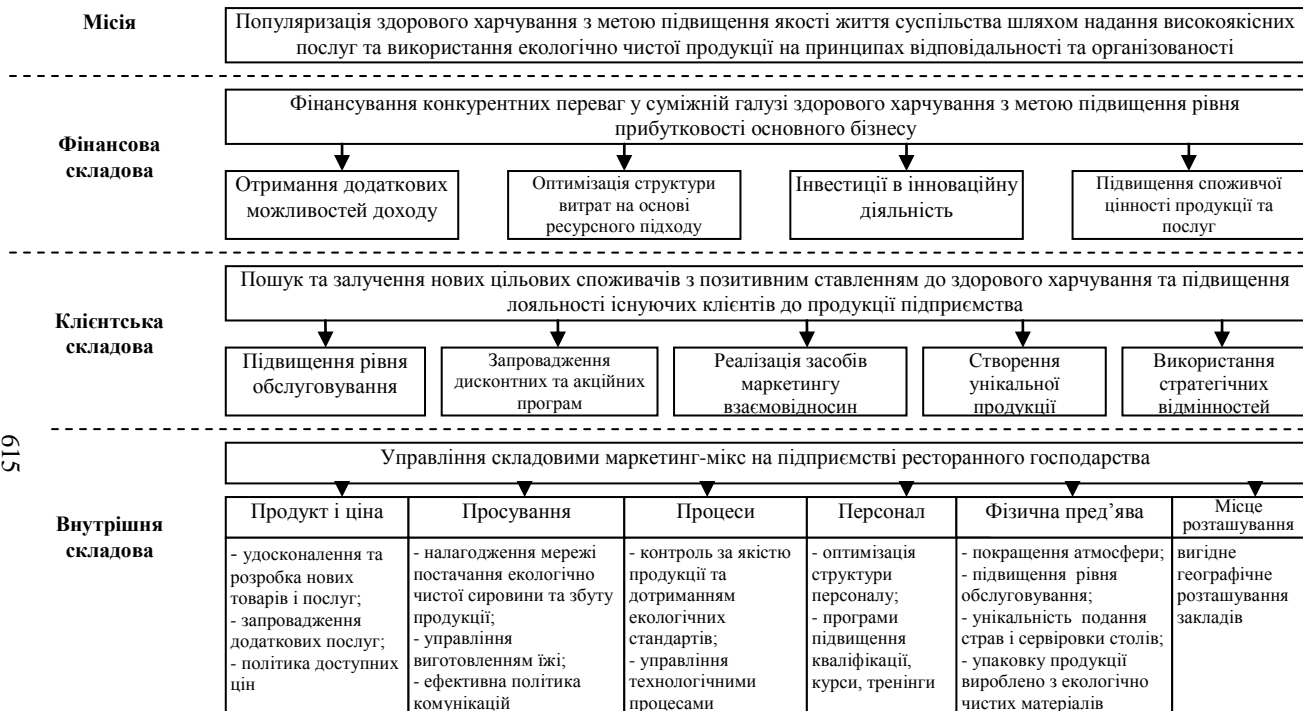 Місія
Популяризація здорового харчування з метою підвищення якості життя суспільства шляхом надання високоякісних
послуг та використання екологічно чистої продукції на принципах відповідальності та організованості
Фінансова
складова
Фінансування конкурентних переваг у суміжній галузі здорового харчування з метою підвищення рівня
прибутковості основного бізнесу
Отримання додаткових
можливостей доходу
Оптимізація структури
витрат на основі
ресурсного підходу
Інвестиції в інноваційну
діяльність
Підвищення споживчої
цінності продукції та
послуг
Клієнтська
складова
Пошук та залучення нових цільових споживачів з позитивним ставленням до здорового харчування та підвищення
лояльності існуючих клієнтів до продукції підприємства
Підвищення рівня
обслуговування
Запровадження
дисконтних та акційних
програм
Реалізація засобів
маркетингу
взаємовідносин
Створення
унікальної
продукції
Використання
стратегічних
відмінностей
615
Внутрішня
складова
Управління складовими маркетинг-мікс на підприємстві ресторанного господарства
Продукт і ціна
- удосконалення та
розробка нових
товарів і послуг;
- запровадження
додаткових послуг;
- політика доступних
цін
Просування
- налагодження мережі
постачання екологічно
чистої сировини та збуту
продукції;
- управління
виготовленням їжі;
- ефективна політика
комунікацій
Процеси
- контроль за якістю
продукції та
дотриманням
екологічних
стандартів;
- управління
технологічними
процесами
Персонал
- оптимізація
структури
персоналу;
- програми
підвищення
кваліфікації,
курси, тренінги
Фізична пред’ява
- покращення атмосфери;
- підвищення рівня
обслуговування;
- унікальність подання
страв і сервіровки столів;
- упаковку продукції
вироблено з екологічно
чистих матеріалів
Місце
розташування
вигідне
географічне
розташування
закладів